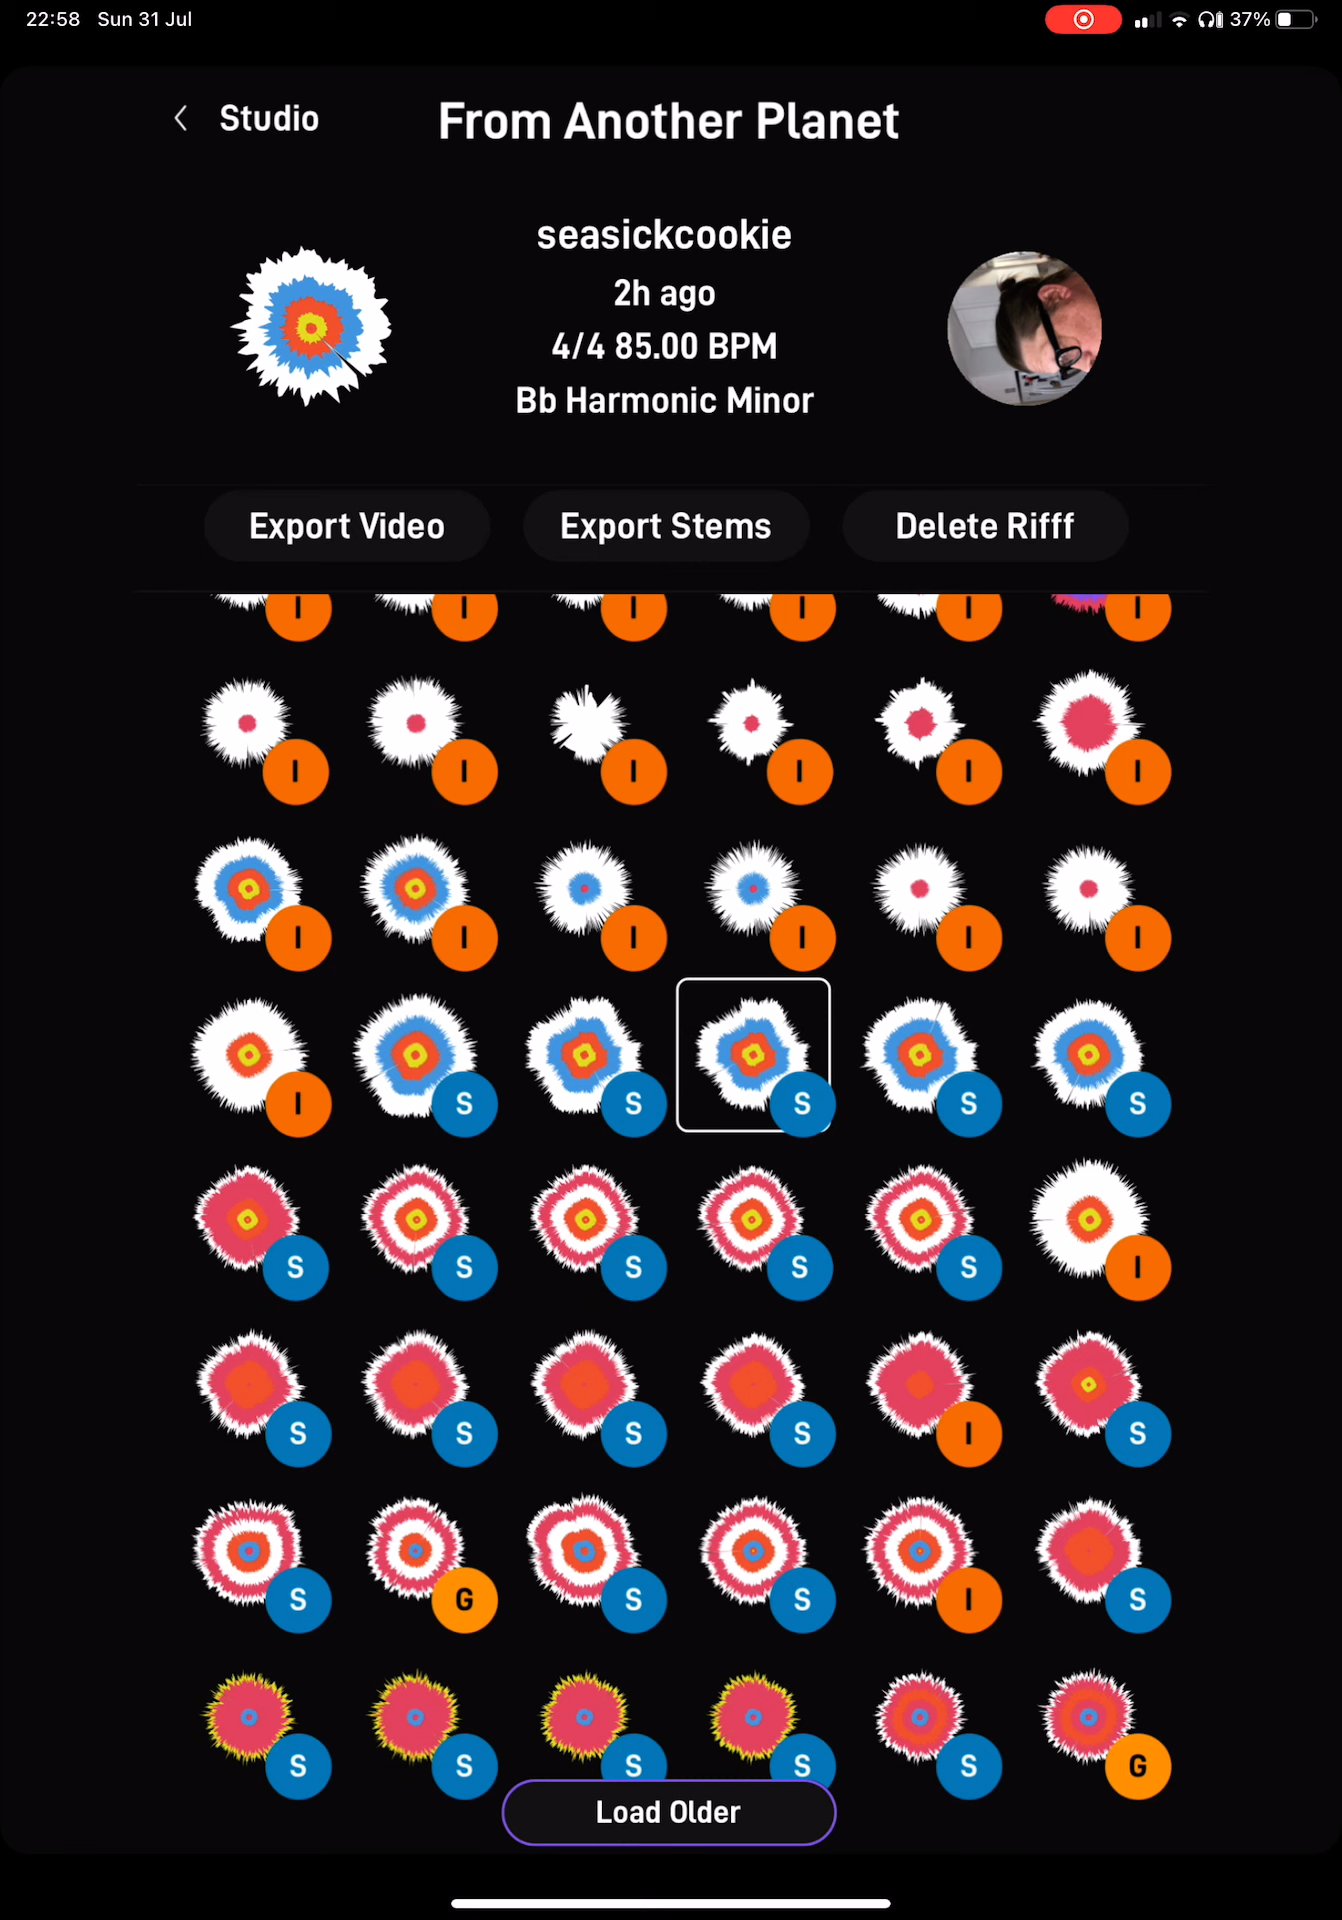 22:58 Sun 31 Jul 37%
Studio From Another Planet
seasickcookie
2h ago
4/4 85.00 BPM
Bb Harmonic Minor
Export Video Export Stems Delete Rifff
I I I I I I
I I I I I I
I I I I I I
I S S S S S
S S S S S I
S S S S I S
S G S S I S
S S S S S G
Load Older